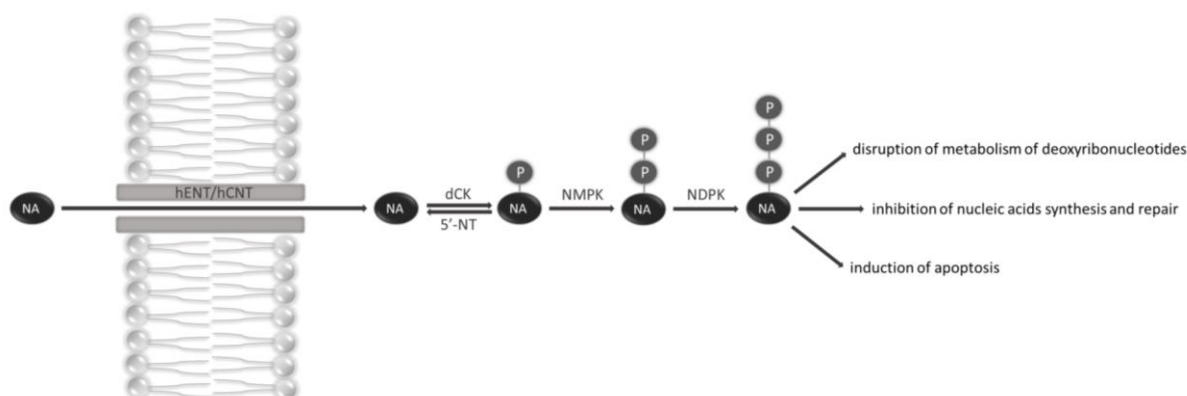 NA
hENT/hCNT
NA
dCK
5'-NT
P
NA
NMPK
P
P
NA
NDPK
P
P
P
NA
disruption of metabolism of deoxyribonucleotides
inhibition of nucleic acids synthesis and repair
induction of apoptosis